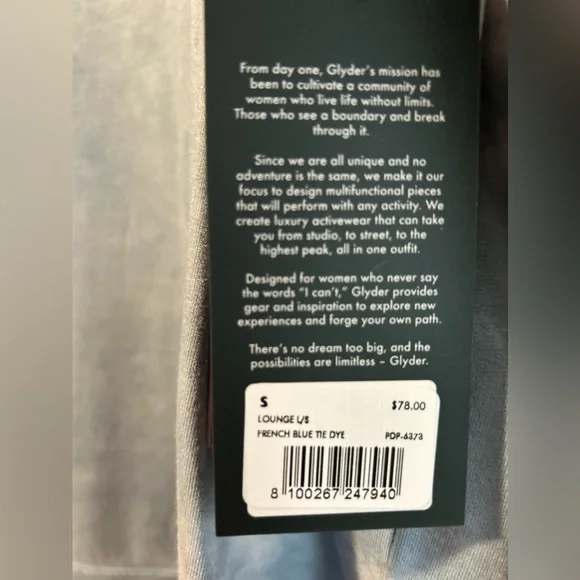 From day one, Glyder's mission has
been to cultivate a community of
women who live life without limits.
Those who see a boundary and break
through it.
Since we are all unique and no
adventure is the same, we make it our
focus to design multifunctional pieces
that will perform with any activity. We
create luxury activewear that can take
you from studio, to street, to the
highest peak, all in one outfit.
Designed for women who never say
the words "I can't," Glyder provides
gear and inspiration to explore new
experiences and forge your own path.
There's no dream too big, and the
possibilities are limitless – Glyder.
S $78.00
LOUNGE L/S
FRENCH BLUE TIE DYE PDP-6373
8 100267 247940